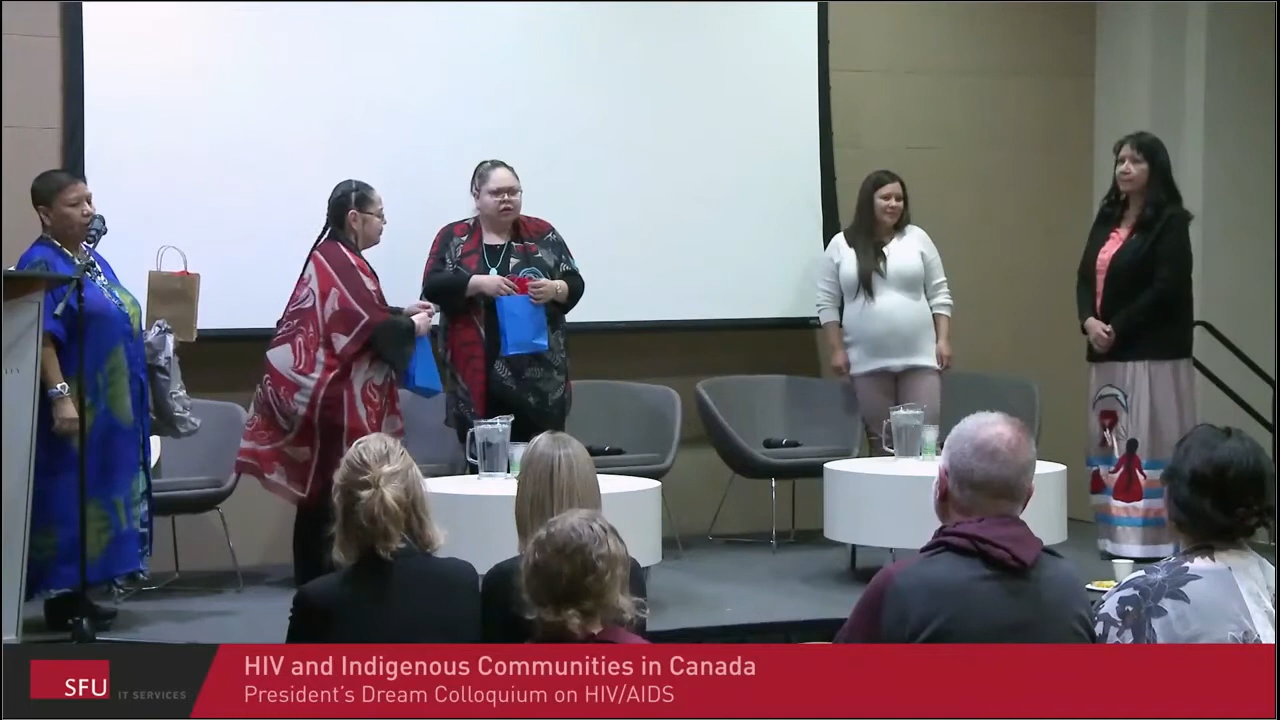 HIV and Indigenous Communities in Canada
President's Dream Colloquium on HIV/AIDS
SFU IT SERVICES